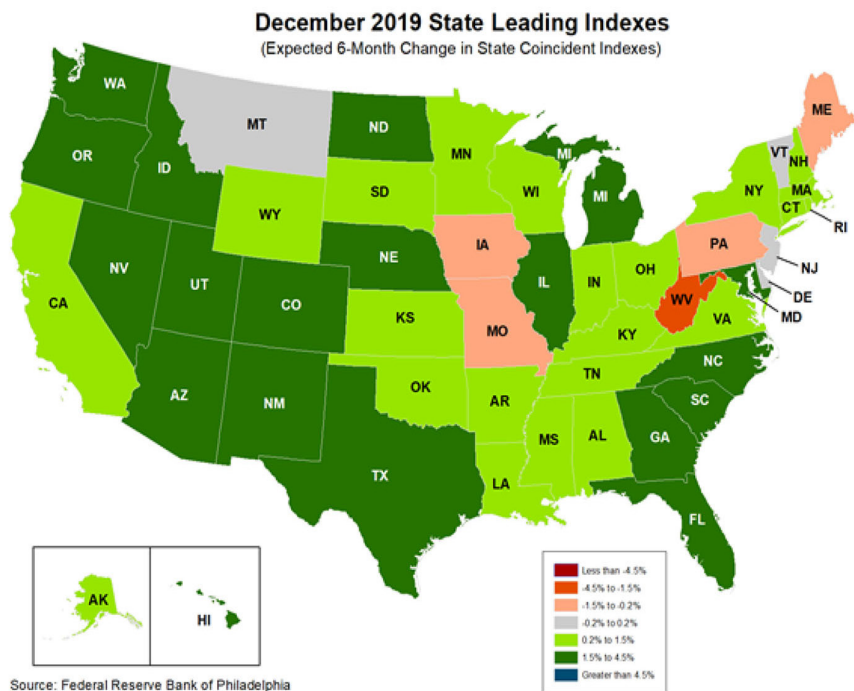 December 2019 State Leading Indexes
(Expected 6-Month Change in State Coincident Indexes)
WA
MT
ND
MN
ME
OR
ID
MI
VT
NH
WI
MI
NY
MA
SD
CT
WY
RI
IA
PA
NE
NV
NJ
UT
IL
IN
OH
CO
WV
DE
CA
MD
KS
VA
MO
KY
NC
TN
AZ
NM
OK
AR
SC
MS
AL
GA
TX
LA
FL
AK
HI
Less than -4.5%
-4.5% to -1.5%
-1.5% to -0.2%
-0.2% to 0.2%
0.2% to 1.5%
1.5% to 4.5%
Greater than 4.5%
Source: Federal Reserve Bank of Philadelphia